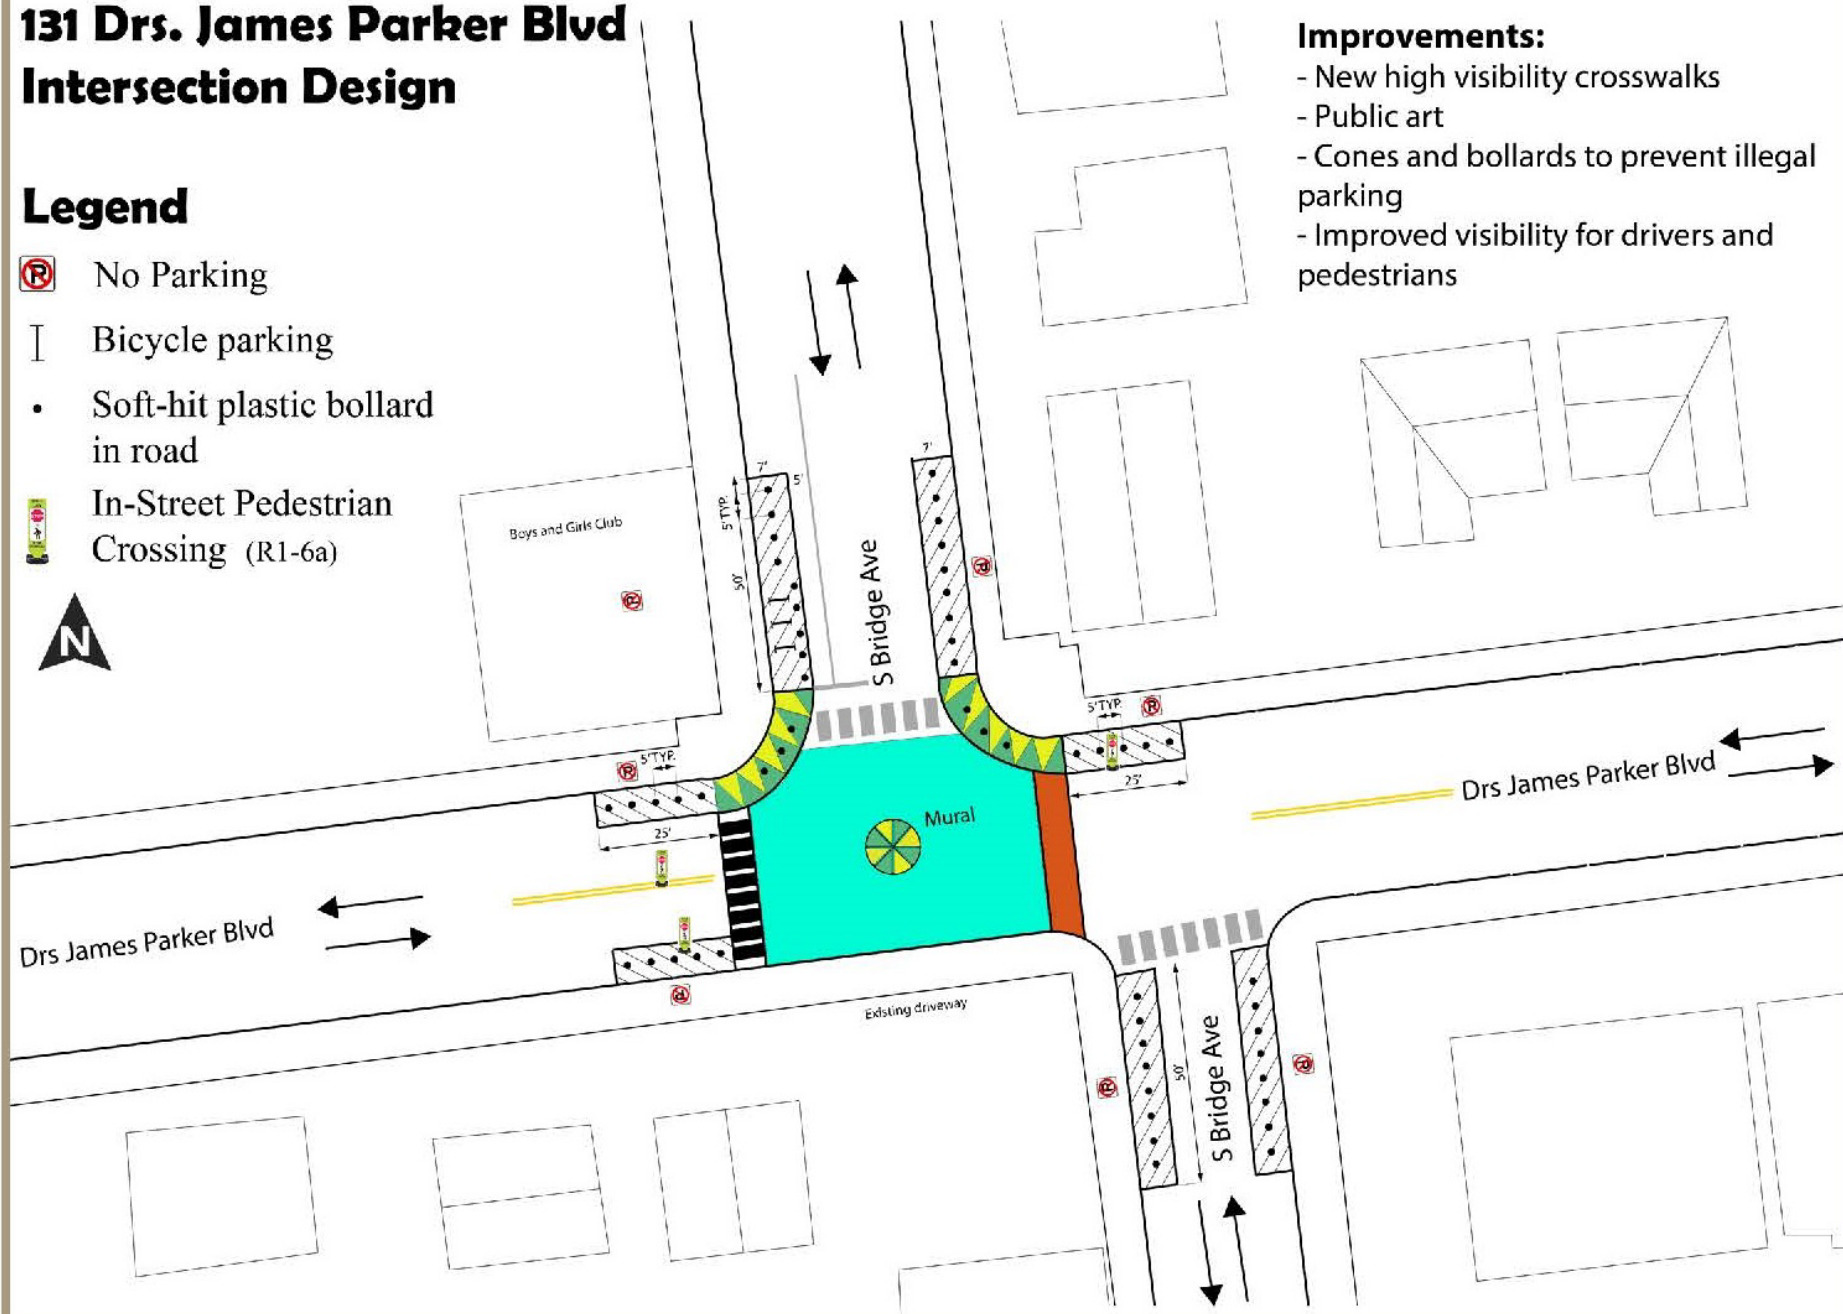 131 Drs. James Parker Blvd
Intersection Design
Legend
No Parking
Bicycle parking
Soft-hit plastic bollard
in road
In-Street Pedestrian
Crossing (R1-6a)
N
Improvements:
- New high visibility crosswalks
- Public art
- Cones and bollards to prevent illegal
parking
- Improved visibility for drivers and
pedestrians
Boys and Girls Club
7'
5'
5'TYP.
50'
7'
S Bridge Ave
5'TYP.
25'
5'TYP.
25'
Mural
Drs James Parker Blvd
Drs James Parker Blvd
Existing driveway
50'
S Bridge Ave